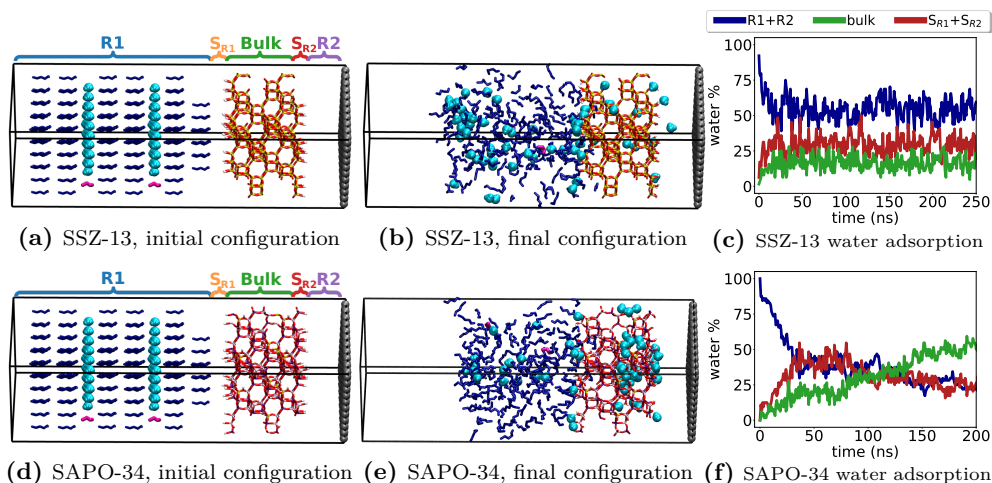 R1+R2 bulk S_R1+S_R2
R1 S_R1 Bulk S_R2 R2
100
75
50
25
0
water %
0 50 100 150 200 250
time (ns)
(a) SSZ-13, initial configuration
(b) SSZ-13, final configuration
(c) SSZ-13 water adsorption
R1 S_R1 Bulk S_R2 R2
100
75
50
25
0
water %
0 50 100 150 200
time (ns)
(d) SAPO-34, initial configuration
(e) SAPO-34, final configuration
(f) SAPO-34 water adsorption